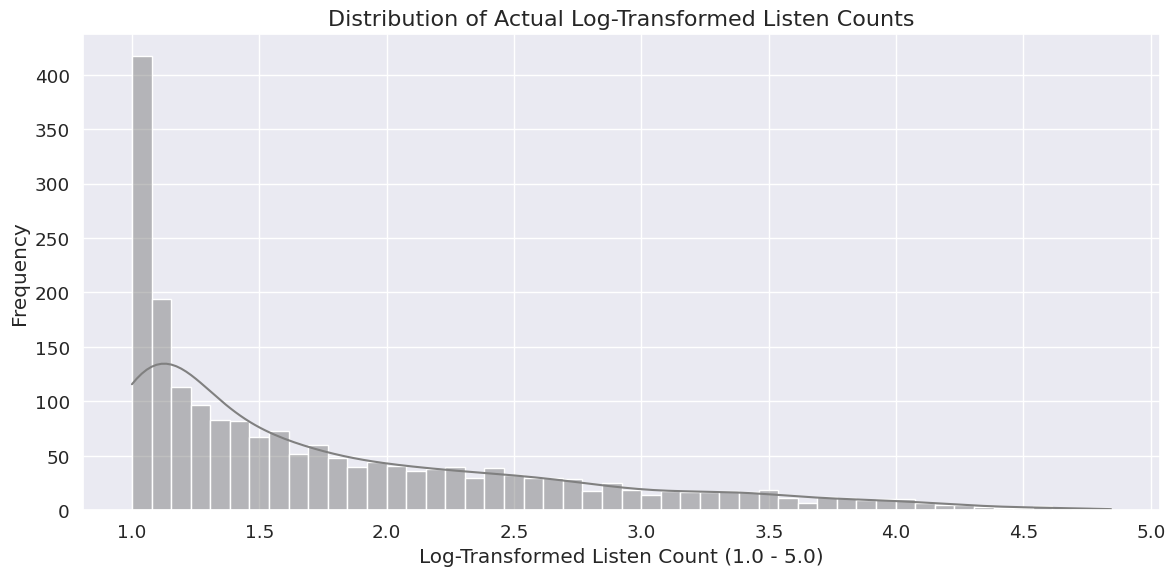 Distribution of Actual Log-Transformed Listen Counts
Frequency
400
350
300
250
200
150
100
50
0
1.0 1.5 2.0 2.5 3.0 3.5 4.0 4.5 5.0
Log-Transformed Listen Count (1.0 - 5.0)